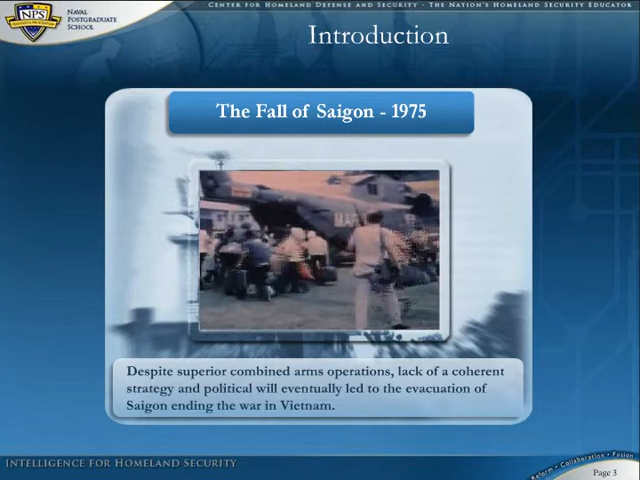 CENTER FOR HOMELAND DEFENSE AND SECURITY · THE NATION'S HOMELAND SECURITY EDUCATOR
NPS
NAVAL
POSTGRADUATE
SCHOOL
Introduction
The Fall of Saigon - 1975
Despite superior combined arms operations, lack of a coherent
strategy and political will eventually led to the evacuation of
Saigon ending the war in Vietnam.
INTELLIGENCE FOR HOMELAND SECURITY
Reform • Collaboration • Fusion
Page 3